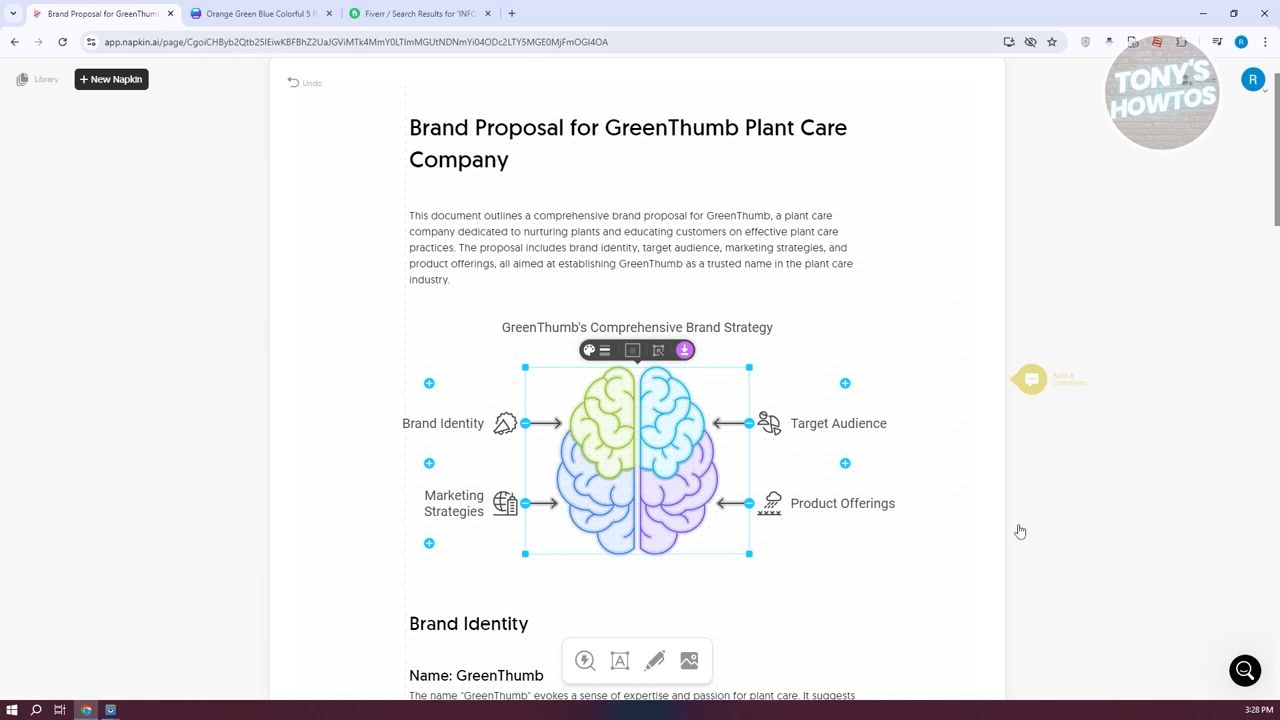 Brand Proposal for GreenThumb
Orange Green Blue Colorful 5 R
Fiverr / Search Results for 'INFO
app.napkin.ai/page/CgoiCHByb2Qtb25lEiwKBFBhZ2UaJGViMTk4MmY0LTlmMGUtNDNmYi04ODc2LTY5MGE0MjFmOGI4OA
R
Library
+ New Napkin
TONY'S
HOWTOS
R
Undo
Brand Proposal for GreenThumb Plant Care
Company
This document outlines a comprehensive brand proposal for GreenThumb, a plant care
company dedicated to nurturing plants and educating customers on effective plant care
practices. The proposal includes brand identity, target audience, marketing strategies, and
product offerings, all aimed at establishing GreenThumb as a trusted name in the plant care
industry.
GreenThumb's Comprehensive Brand Strategy
Add a
comment
Brand Identity
Target Audience
Marketing
Strategies
Product Offerings
Brand Identity
A
Name: GreenThumb
The name "GreenThumb" evokes a sense of expertise and passion for plant care. It suggests
3:28 PM